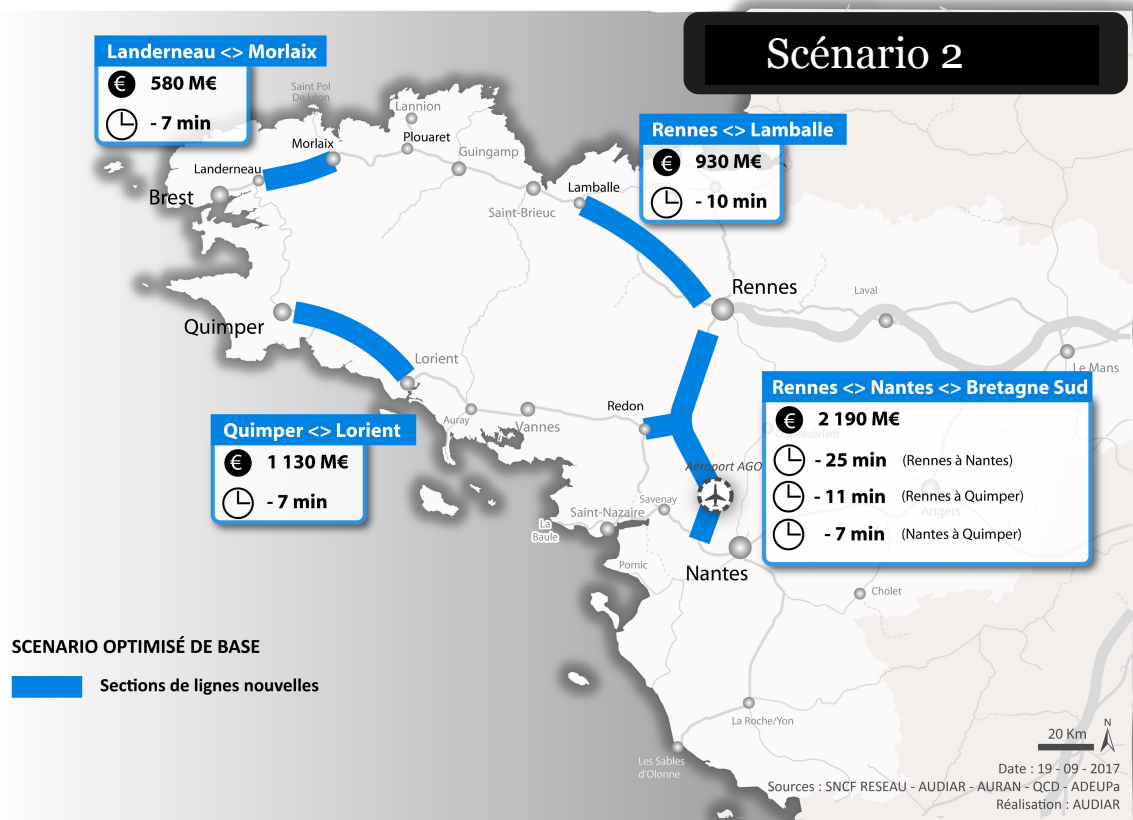 Scénario 2
Landerneau <> Morlaix
€ 580 M€
- 7 min
Rennes <> Lamballe
€ 930 M€
- 10 min
Saint Pol
De Léon
Lannion
Morlaix
Plouaret
Guingamp
Landerneau
Brest
Lamballe
Saint-Brieuc
Rennes
Laval
Le Mans
Quimper
Lorient
Auray
Vannes
Redon
Quimper <> Lorient
€ 1 130 M€
- 7 min
Rennes <> Nantes <> Bretagne Sud
€ 2 190 M€
- 25 min (Rennes à Nantes)
- 11 min (Rennes à Quimper)
- 7 min (Nantes à Quimper)
Châteaubriant
Angers
Aéroport AGO
Savenay
Saint-Nazaire
La
Baule
Nantes
Pornic
Cholet
La Roche/Yon
Les Sables
d'Olonne
SCENARIO OPTIMISÉ DE BASE
Sections de lignes nouvelles
N
20 Km
Date : 19 - 09 - 2017
Sources : SNCF RESEAU - AUDIAR - AURAN - QCD - ADEUPa
Réalisation : AUDIAR